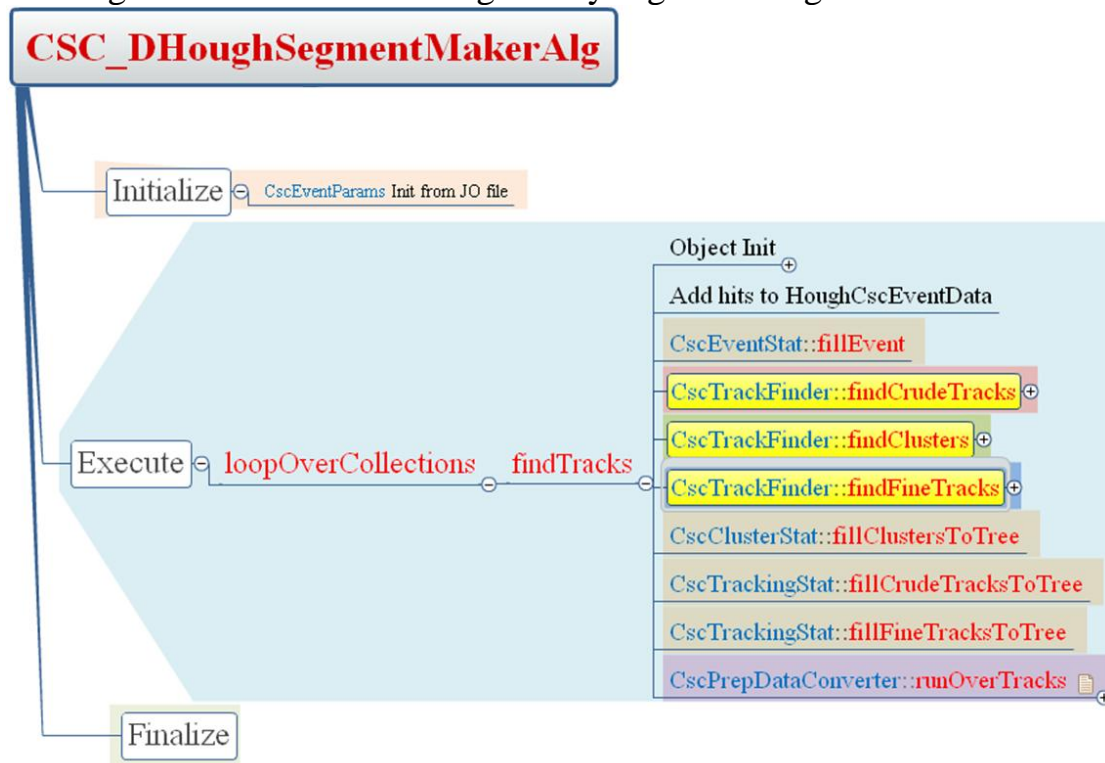 CSC_DHoughSegmentMakerAlg
Initialize CscEventParams Init from JO file
Object Init
Add hits to HoughCscEventData
CscEventStat::fillEvent
CscTrackFinder::findCrudeTracks
CscTrackFinder::findClusters
Execute loopOverCollections findTracks
CscTrackFinder::findFineTracks
CscClusterStat::fillClustersToTree
CscTrackingStat::fillCrudeTracksToTree
CscTrackingStat::fillFineTracksToTree
CscPrepDataConverter::runOverTracks
Finalize